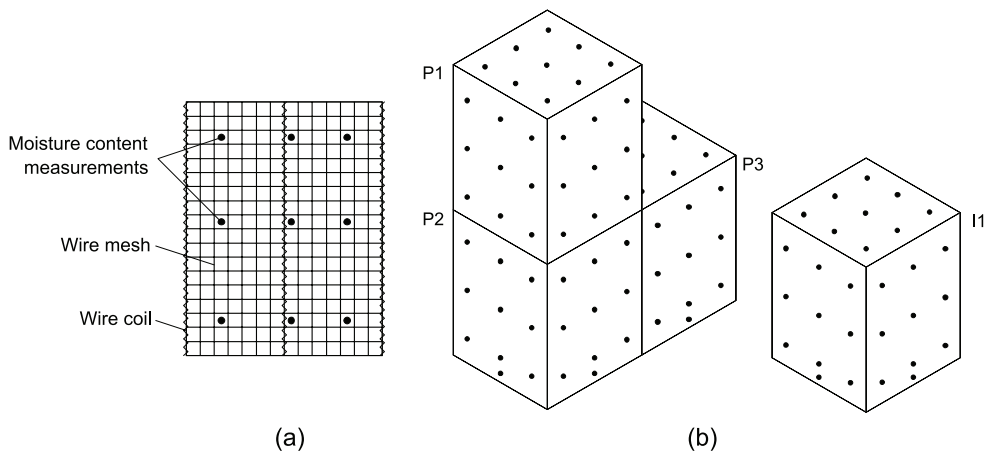 Moisture content
measurements
Wire mesh
Wire coil
(a)
P1
P2
P3
I1
(b)